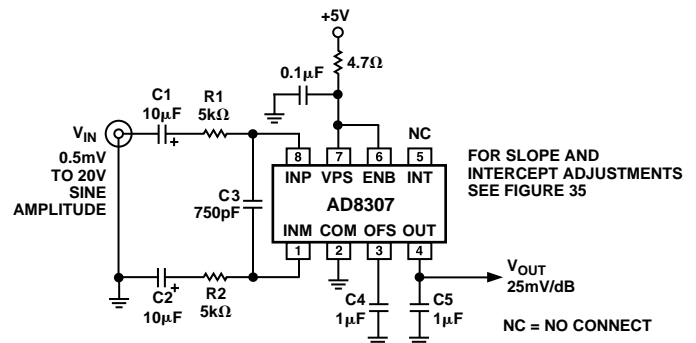 +5V
4.7Ω
0.1µF
C1
10µF
R1
5kΩ
VIN
0.5mV
TO 20V
SINE
AMPLITUDE
C3
750pF
NC
8 7 6 5
INP VPS ENB INT
AD8307
INM COM OFS OUT
1 2 3 4
FOR SLOPE AND
INTERCEPT ADJUSTMENTS
SEE FIGURE 35
C2
10µF
R2
5kΩ
C4
1µF
C5
1µF
VOUT
25mV/dB
NC = NO CONNECT